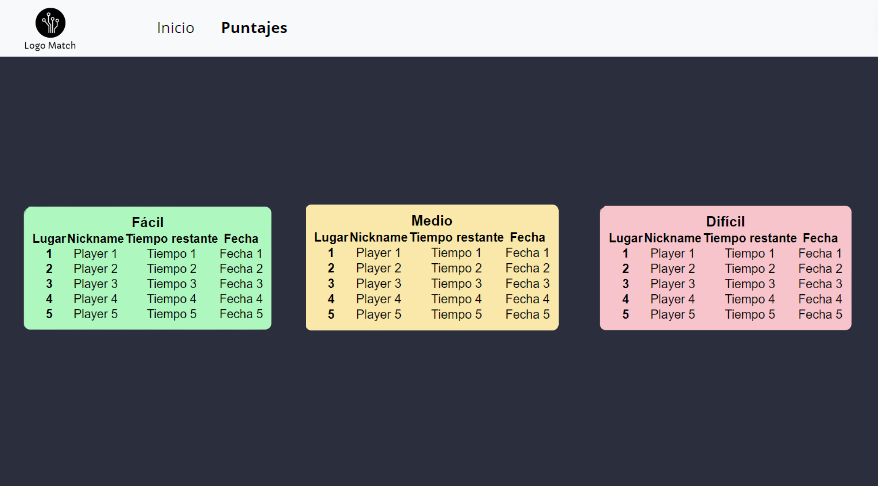 Logo Match
Inicio Puntajes
Fácil
Lugar Nickname Tiempo restante Fecha
1 Player 1 Tiempo 1 Fecha 1
2 Player 2 Tiempo 2 Fecha 2
3 Player 3 Tiempo 3 Fecha 3
4 Player 4 Tiempo 4 Fecha 4
5 Player 5 Tiempo 5 Fecha 5
Medio
Lugar Nickname Tiempo restante Fecha
1 Player 1 Tiempo 1 Fecha 1
2 Player 2 Tiempo 2 Fecha 2
3 Player 3 Tiempo 3 Fecha 3
4 Player 4 Tiempo 4 Fecha 4
5 Player 5 Tiempo 5 Fecha 5
Difícil
Lugar Nickname Tiempo restante Fecha
1 Player 1 Tiempo 1 Fecha 1
2 Player 2 Tiempo 2 Fecha 2
3 Player 3 Tiempo 3 Fecha 3
4 Player 4 Tiempo 4 Fecha 4
5 Player 5 Tiempo 5 Fecha 5